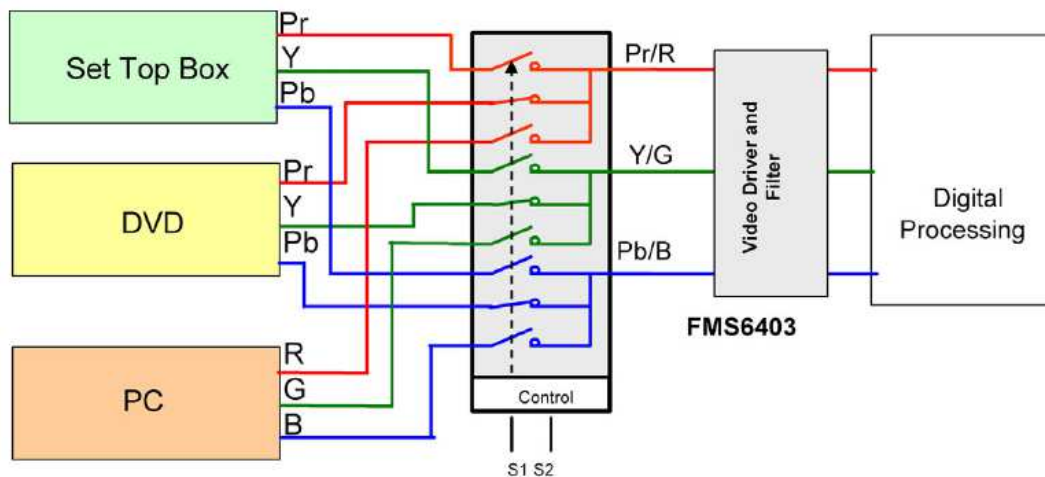 Set Top Box
Pr
Y
Pb
DVD
Pr
Y
Pb
PC
R
G
B
Control
S1 S2
Pr/R
Y/G
Pb/B
Video Driver and
Filter
FMS6403
Digital
Processing